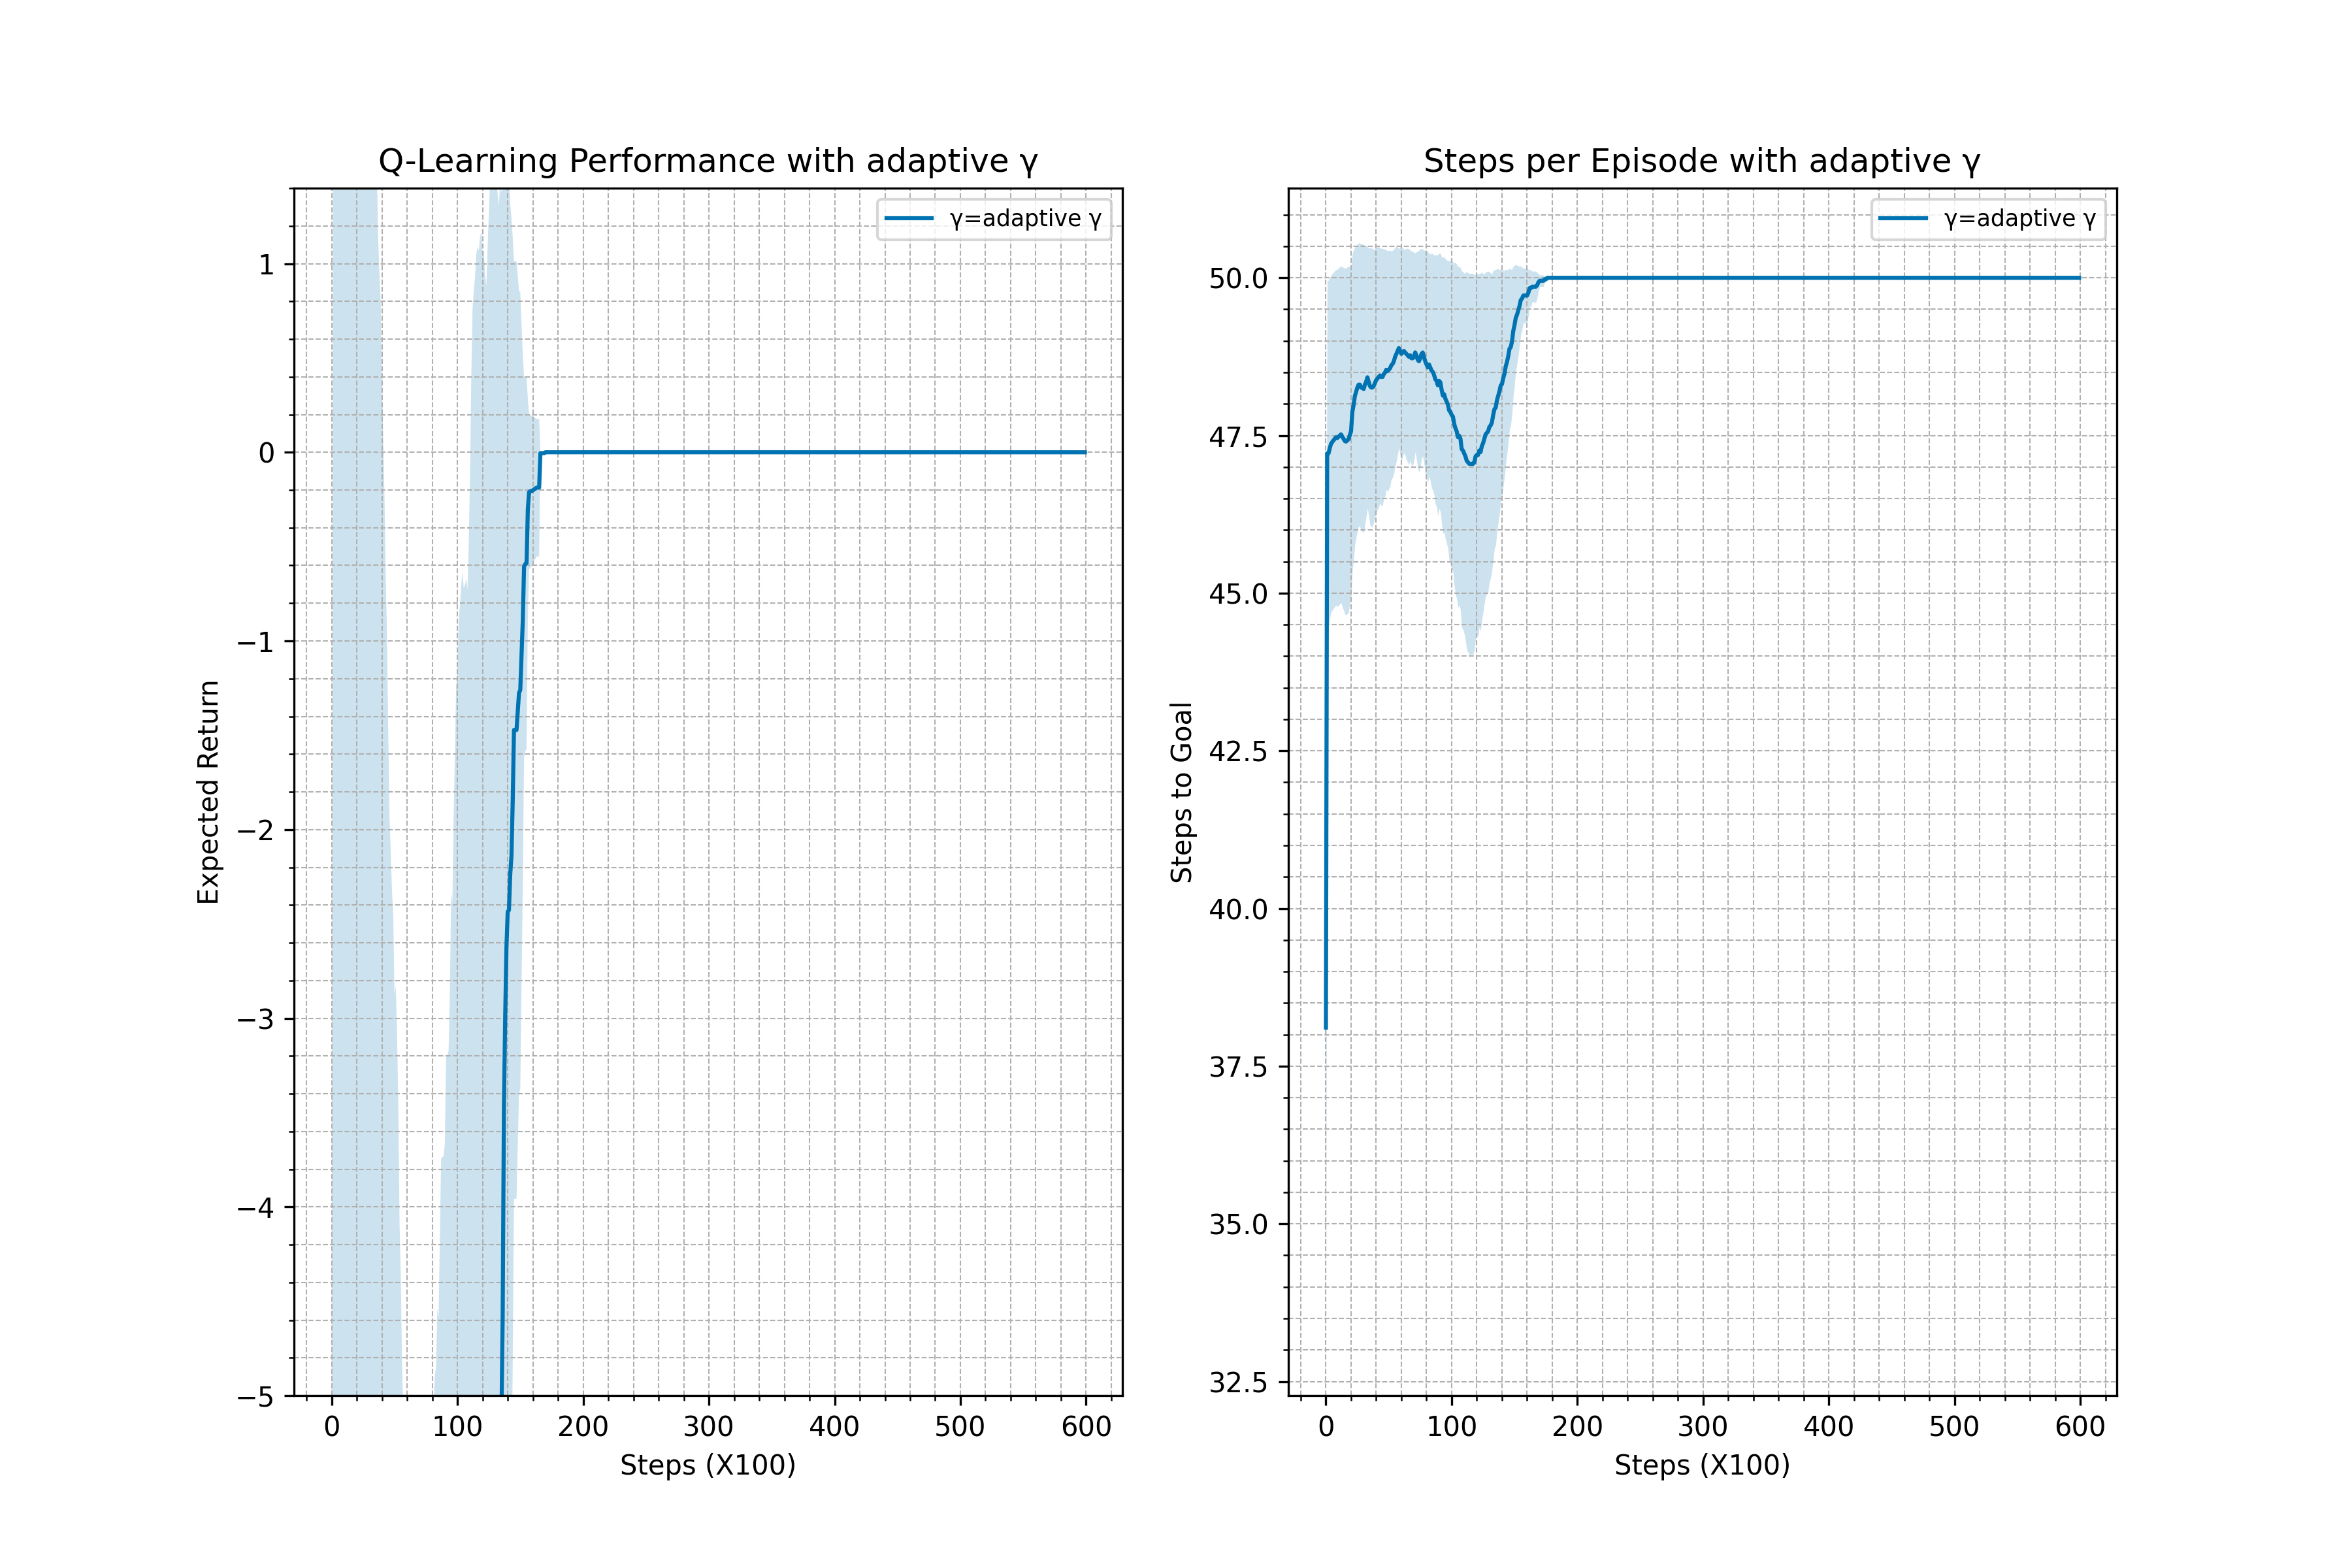 Q-Learning Performance with adaptive γ
γ=adaptive γ
1
0
−1
−2
−3
−4
−5
Expected Return
0 100 200 300 400 500 600
Steps (X100)
Steps per Episode with adaptive γ
γ=adaptive γ
50.0
47.5
45.0
42.5
40.0
37.5
35.0
32.5
Steps to Goal
0 100 200 300 400 500 600
Steps (X100)